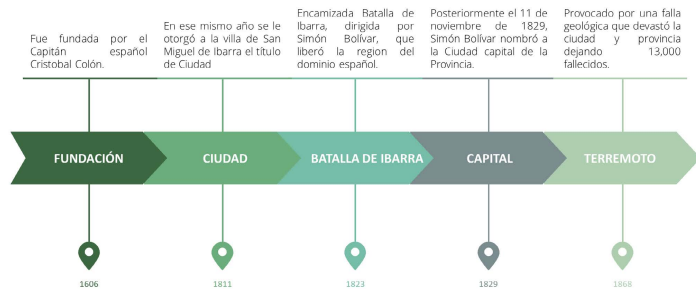 Fue fundada por el
Capitán español
Cristobal Colón.
En ese mismo año se le
otorgó a la villa de San
Miguel de Ibarra el título
de Ciudad
Encamizada Batalla de
Ibarra, dirigida por
Simón Bolívar, que
liberó la region del
dominio español.
Posteriormente el 11 de
noviembre de 1829,
Simón Bolívar nombró a
la Ciudad capital de la
Provincia.
Provocado por una falla
geológica que devastó la
ciudad y provincia
dejando 13,000
fallecidos.
FUNDACIÓN
CIUDAD
BATALLA DE IBARRA
CAPITAL
TERREMOTO
1606
1811
1823
1829
1868